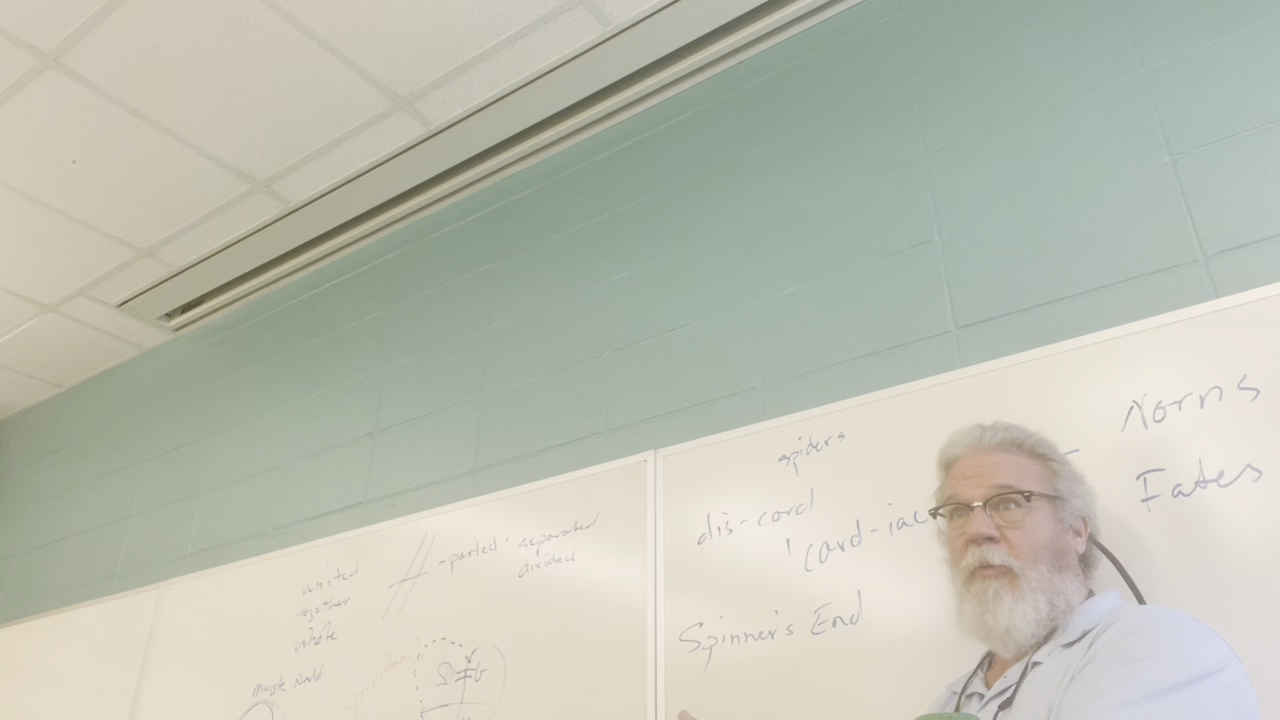 united
together
whole
-parted- separated
divided
Muggle World
spiders
dis-cord
'card-iac
Spinner's End
Norns
Fates